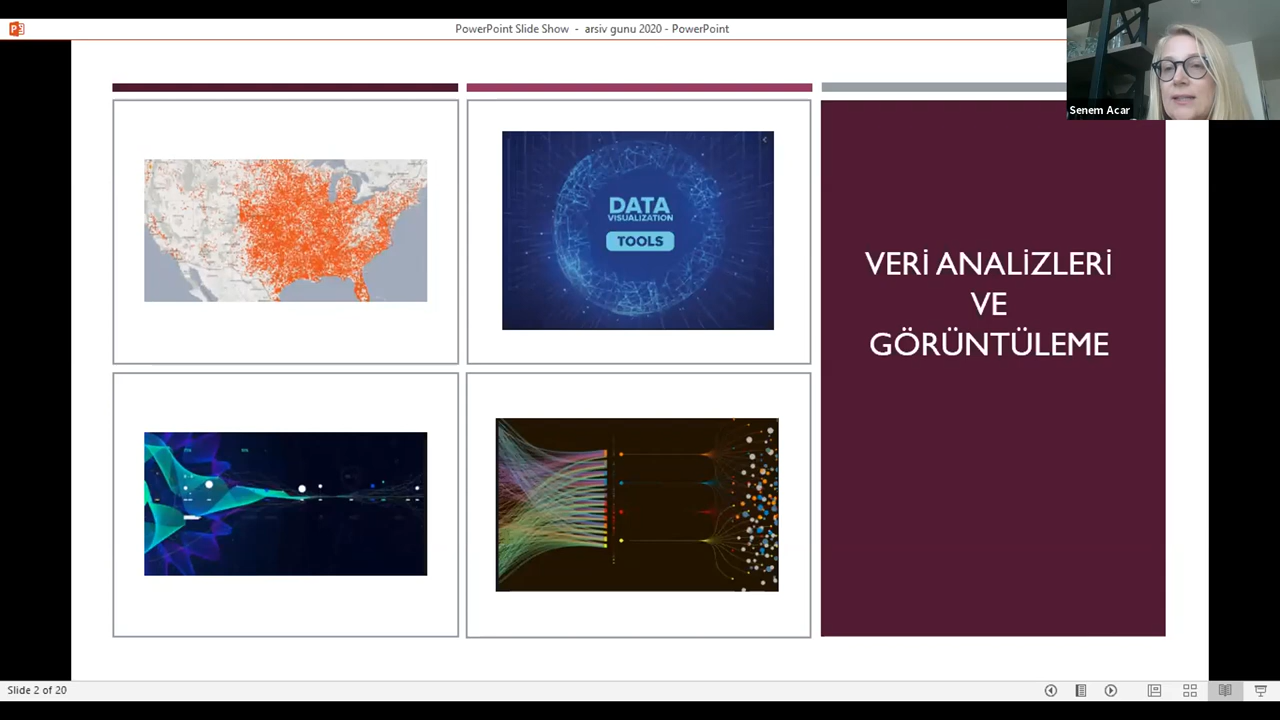 PowerPoint Slide Show - arsiv gunu 2020 - PowerPoint
Senem Acar
DATA
VISUALIZATION
TOOLS
VERİ ANALİZLERİ
VE
GÖRÜNTÜLEME
Slide 2 of 20